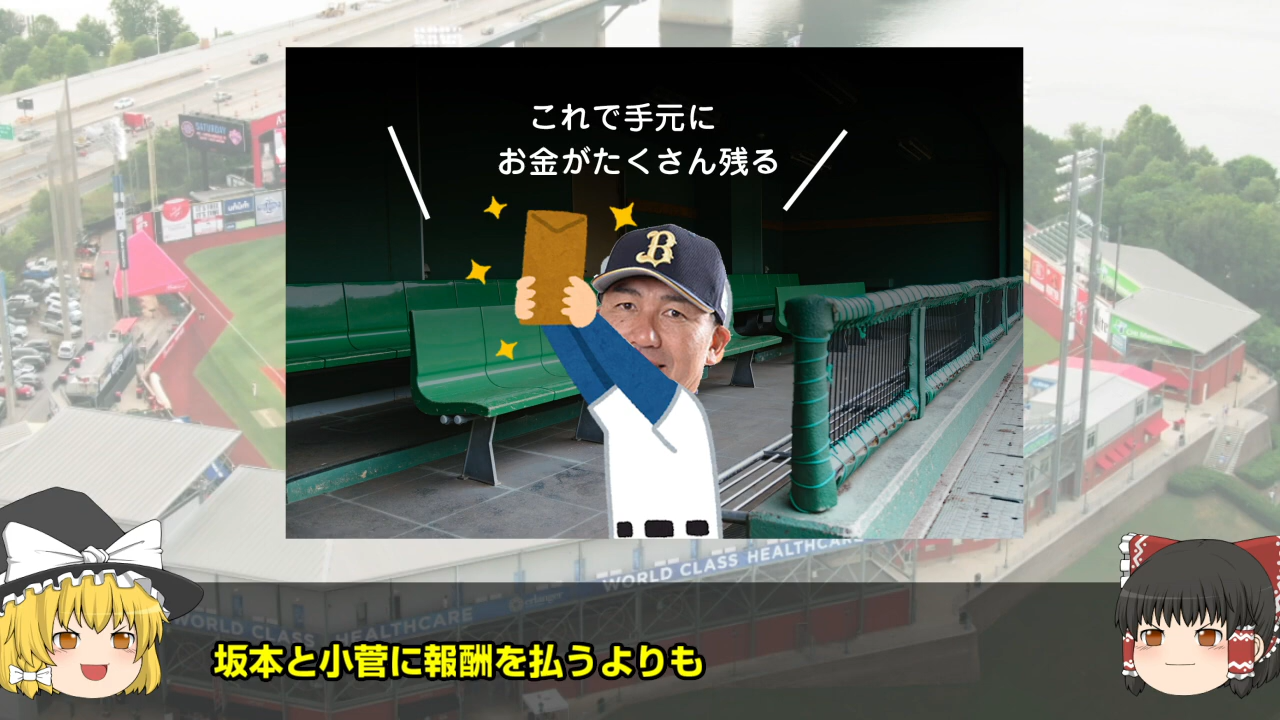 これで手元に
お金がたくさん残る
B
SATURDAY
WORLD CLASS HEALTHCARE
WORLD CLASS HEALTHCARE
坂本と小菅に報酬を払うよりも